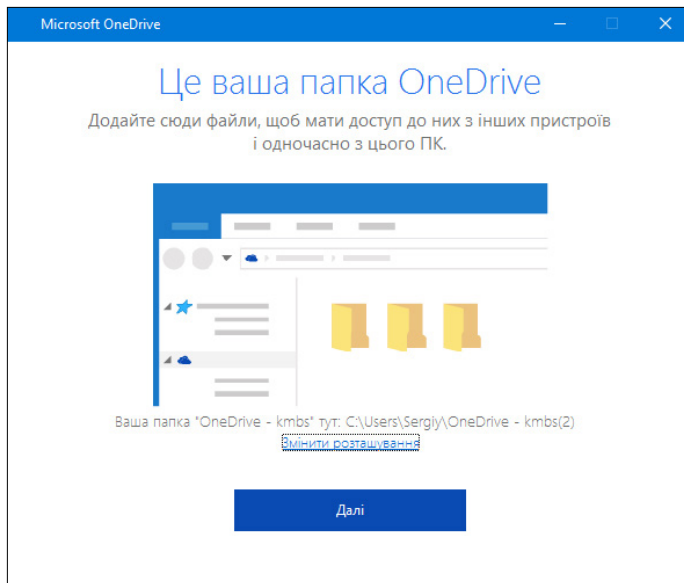 Microsoft OneDrive
Це ваша папка OneDrive
Додайте сюди файли, щоб мати доступ до них з інших пристроїв
і одночасно з цього ПК.
Ваша папка "OneDrive - kmbs" тут: C:\Users\Sergiy\OneDrive - kmbs(2)
Змінити розташування
Далі